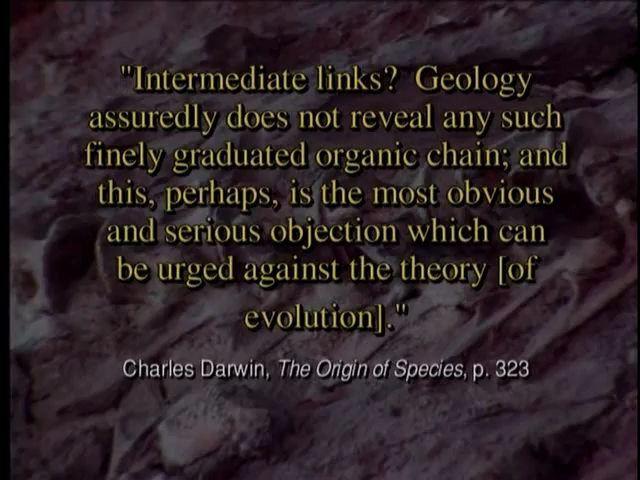 "Intermediate links?  Geology
assuredly does not reveal any such
finely graduated organic chain; and
this, perhaps, is the most obvious
and serious objection which can
be urged against the theory [of
evolution]."
Charles Darwin, The Origin of Species, p. 323